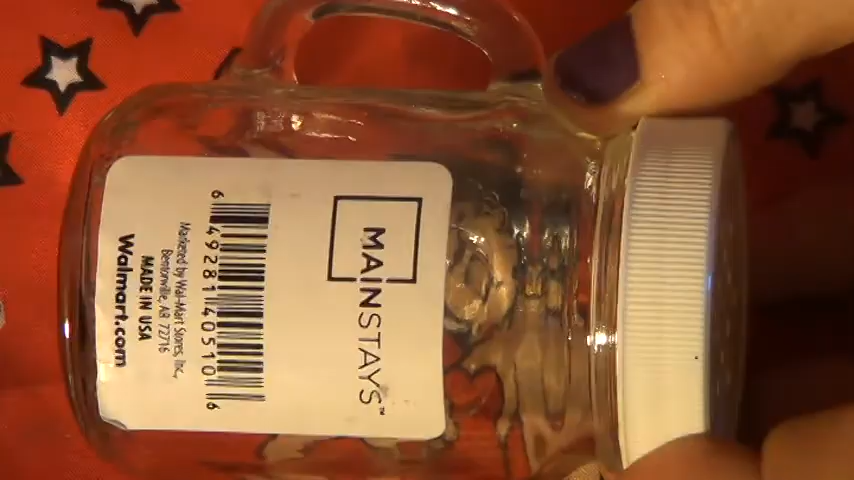 MAINSTAYS™
6 49281 40510 6
Marketed by Wal-Mart Stores, Inc.,
Bentonville, AR 72716
MADE IN USA
Walmart.com